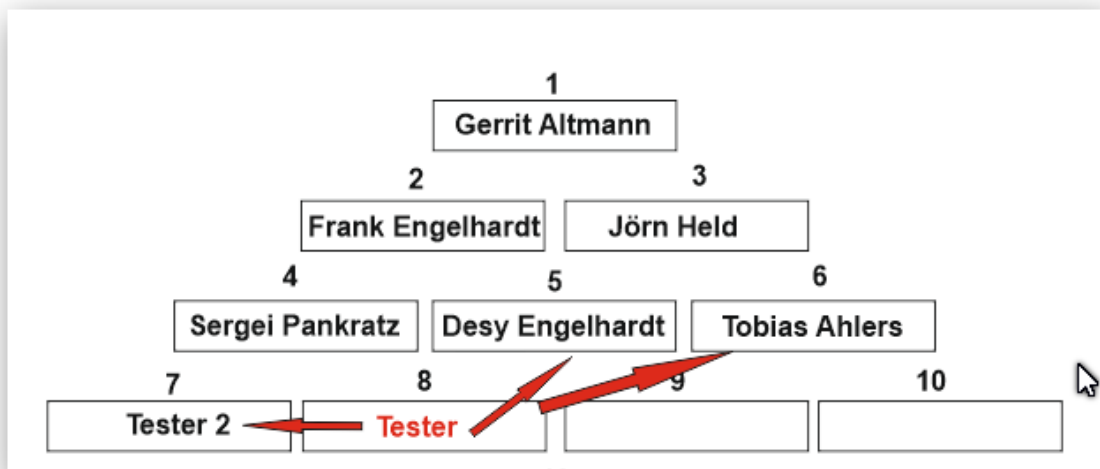 1
Gerrit Altmann
2 3
Frank Engelhardt Jörn Held
4 5 6
Sergei Pankratz Desy Engelhardt Tobias Ahlers
7 8 9 10
Tester 2 Tester